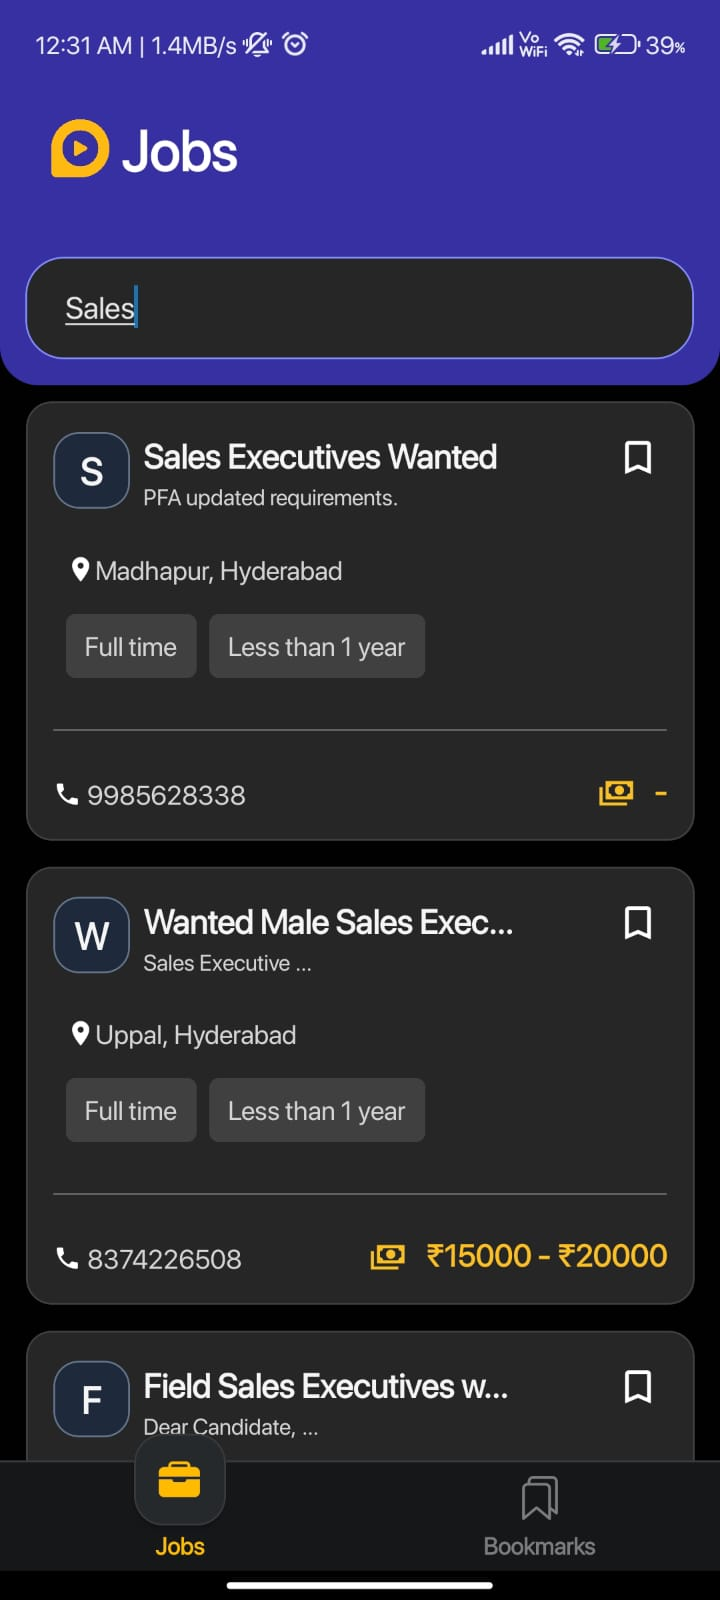 12:31 AM | 1.4MB/s
Vo
WiFi
39%
Jobs
Sales
S
Sales Executives Wanted
PFA updated requirements.
Madhapur, Hyderabad
Full time
Less than 1 year
9985628338
-
W
Wanted Male Sales Exec...
Sales Executive ...
Uppal, Hyderabad
Full time
Less than 1 year
8374226508
₹15000 - ₹20000
F
Field Sales Executives w...
Dear Candidate, ...
Jobs
Bookmarks